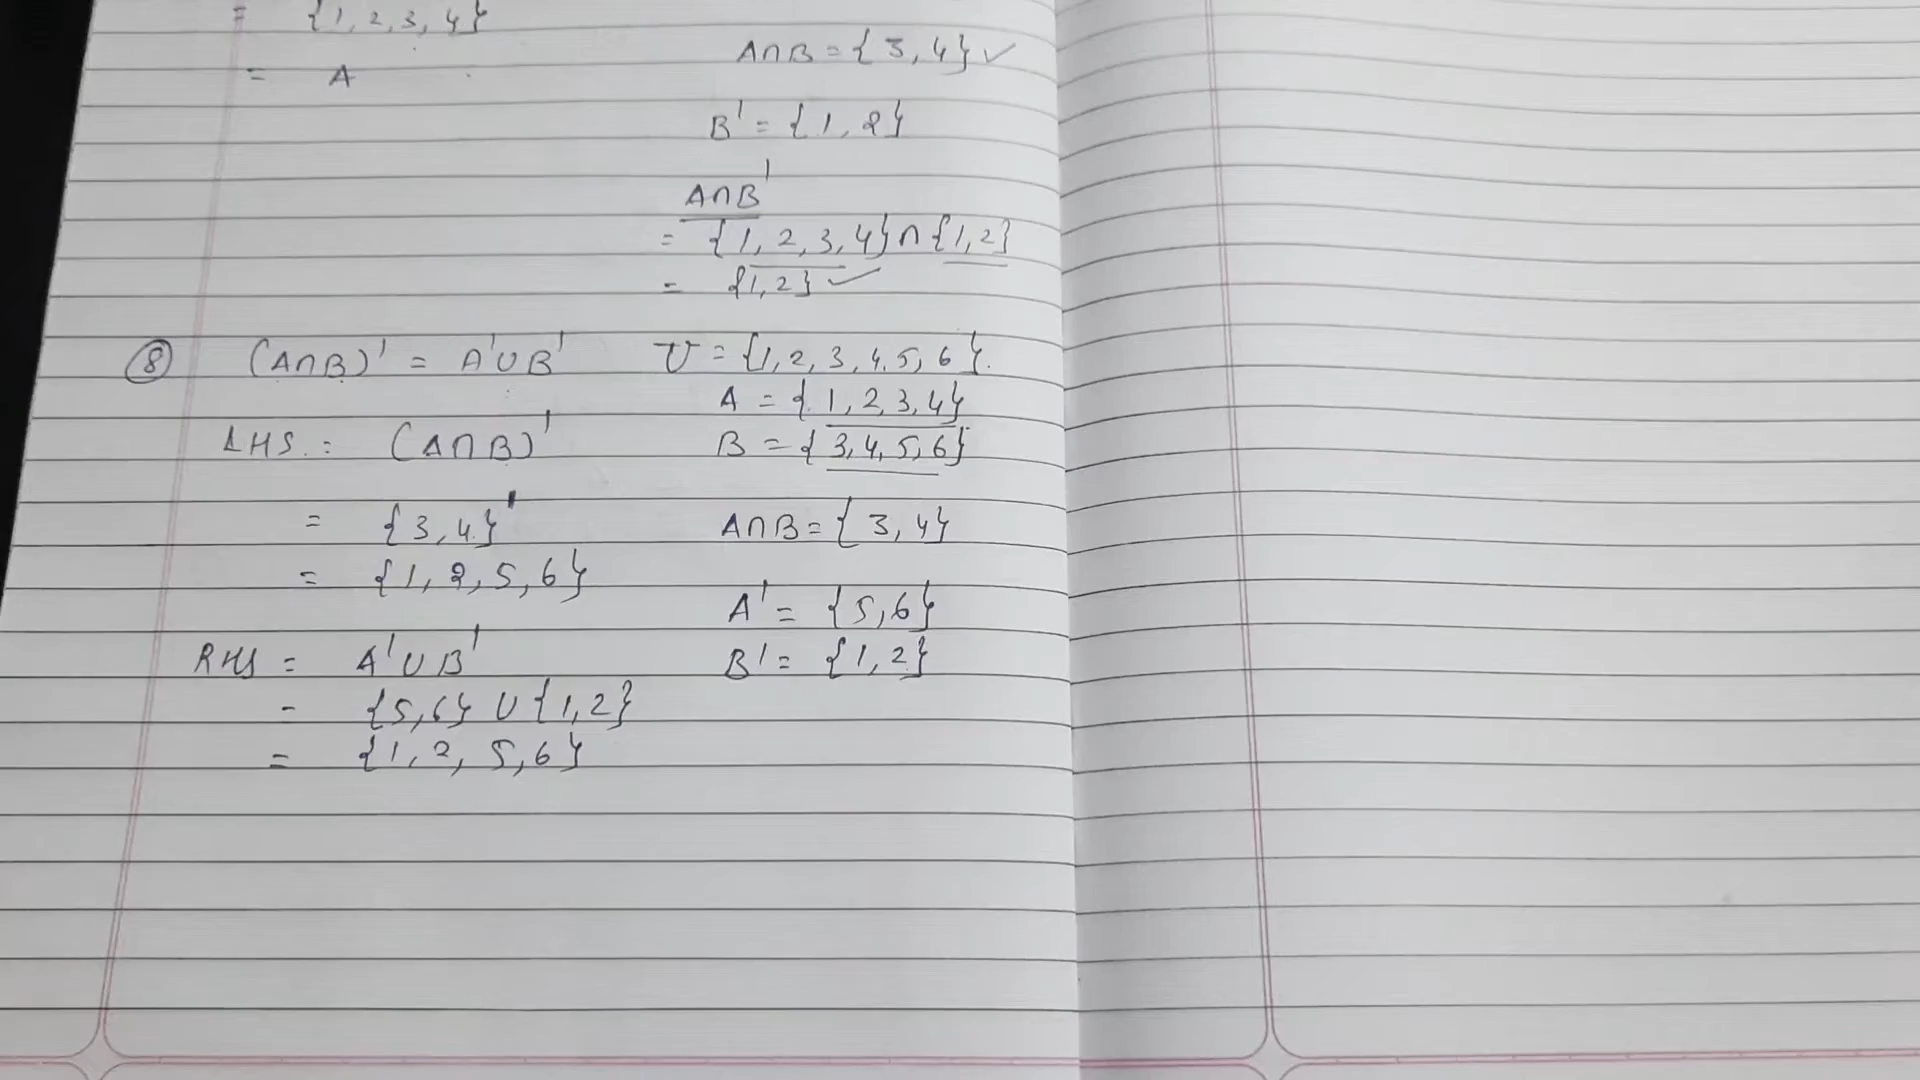 = {1, 2, 3, 4}
= A
A∩B = {3, 4} ✓
B' = {1, 2}
A∩B'
= {1, 2, 3, 4} ∩ {1, 2}
= {1, 2} ✓
⑧ (A∩B)' = A'∪B' U = {1, 2, 3, 4, 5, 6}.
A = {1, 2, 3, 4}
LHS = (A∩B)' B = {3, 4, 5, 6}
= {3, 4}' A∩B = {3, 4}
= {1, 2, 5, 6}
A' = {5, 6}
RHS = A'∪B' B' = {1, 2}
= {5, 6} ∪ {1, 2}
= {1, 2, 5, 6}